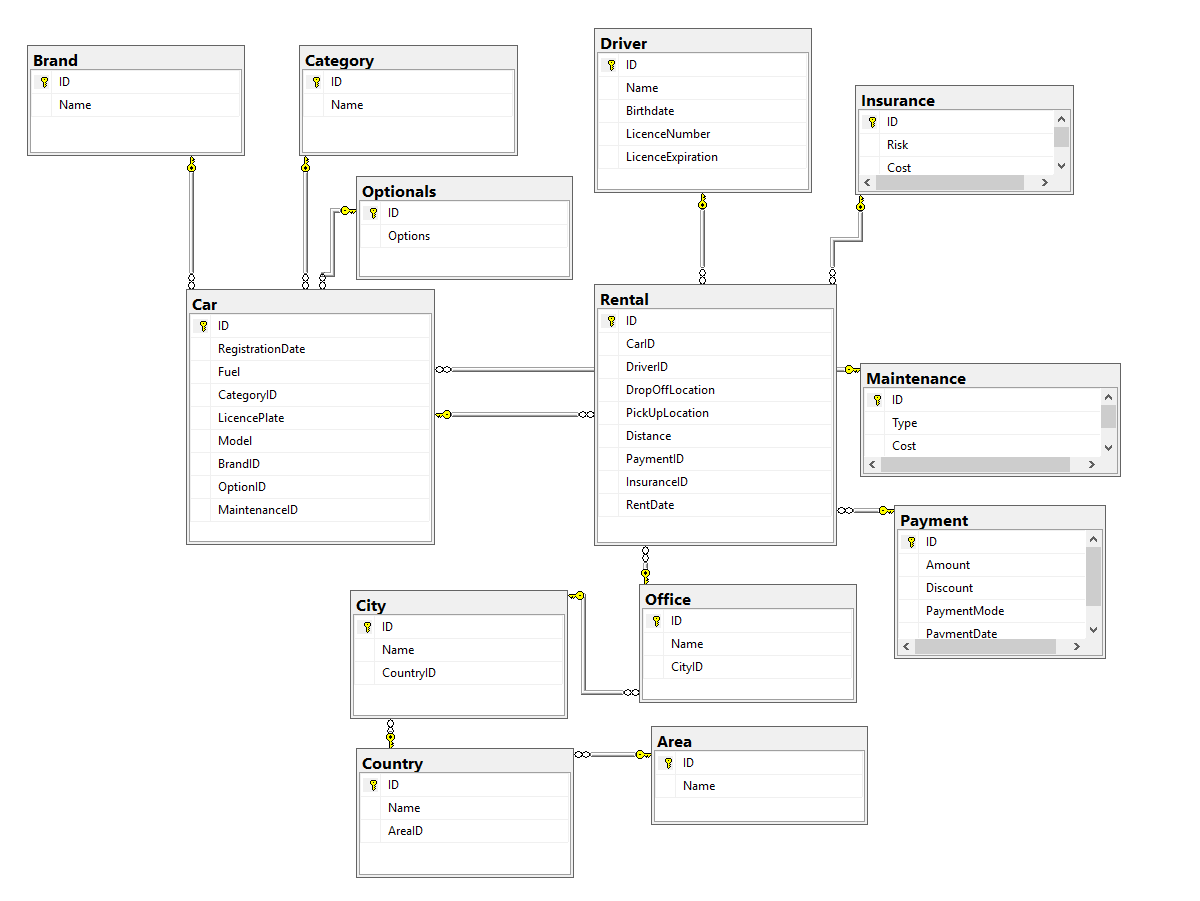 Brand
ID
Name
Category
ID
Name
Driver
ID
Name
Birthdate
LicenceNumber
LicenceExpiration
Insurance
ID
Risk
Cost
Optionals
ID
Options
Car
ID
RegistrationDate
Fuel
CategoryID
LicencePlate
Model
BrandID
OptionID
MaintenanceID
Rental
ID
CarID
DriverID
DropOffLocation
PickUpLocation
Distance
PaymentID
InsuranceID
RentDate
Maintenance
ID
Type
Cost
Payment
ID
Amount
Discount
PaymentMode
PaymentDate
City
ID
Name
CountryID
Office
ID
Name
CityID
Country
ID
Name
AreaID
Area
ID
Name